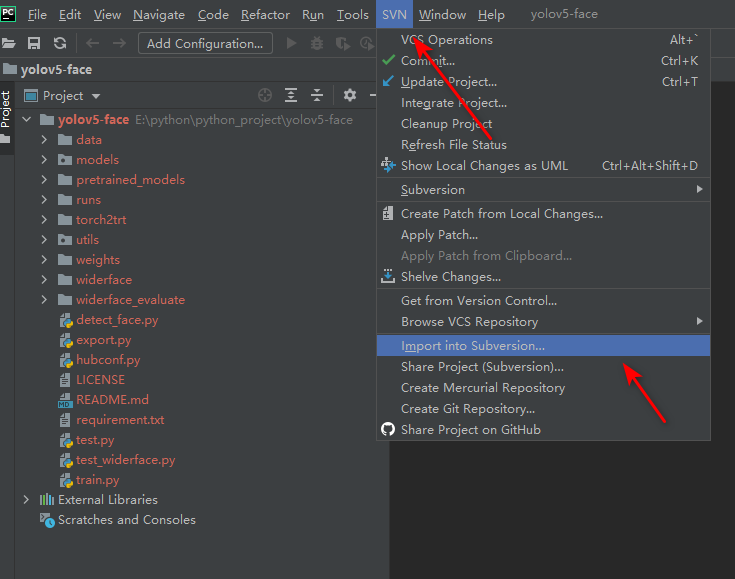 PC File Edit View Navigate Code Refactor Run Tools SVN Window Help yolov5-face
Add Configuration...
yolov5-face
Project
Project
yolov5-face E:\python\python_project\yolov5-face
data
models
pretrained_models
runs
torch2trt
utils
weights
widerface
widerface_evaluate
detect_face.py
export.py
hubconf.py
LICENSE
MD README.md
requirement.txt
test.py
test_widerface.py
train.py
External Libraries
Scratches and Consoles
VCS Operations Alt+`
Commit... Ctrl+K
Update Project... Ctrl+T
Integrate Project...
Cleanup Project
Refresh File Status
Show Local Changes as UML Ctrl+Alt+Shift+D
Subversion
Create Patch from Local Changes...
Apply Patch...
Apply Patch from Clipboard...
Shelve Changes...
Get from Version Control...
Browse VCS Repository
Import into Subversion...
Share Project (Subversion)...
Create Mercurial Repository
Create Git Repository...
Share Project on GitHub